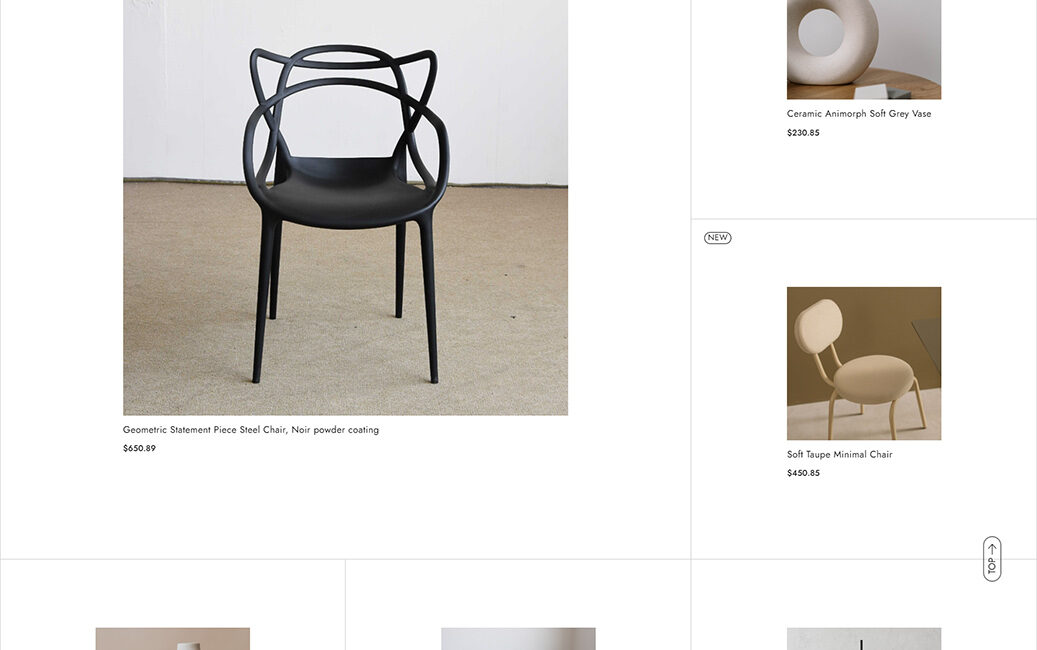 Ceramic Animorph Soft Grey Vase
$230.85
NEW
Geometric Statement Piece Steel Chair, Noir powder coating
$650.89
Soft Taupe Minimal Chair
$450.85
TOP